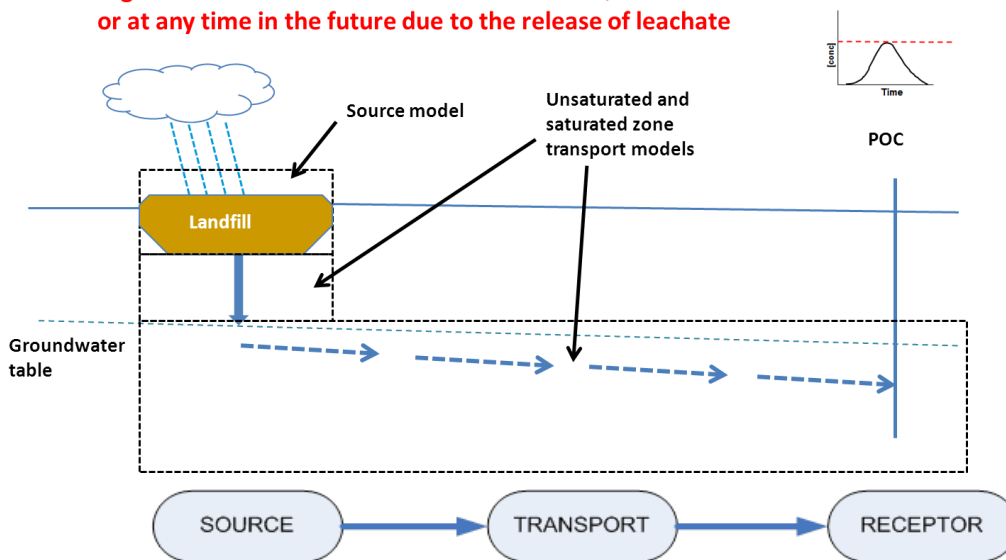 or at any time in the future due to the release of leachate
[conc]
Time
Source model
Unsaturated and
saturated zone
transport models
POC
Landfill
Groundwater
table
SOURCE
TRANSPORT
RECEPTOR